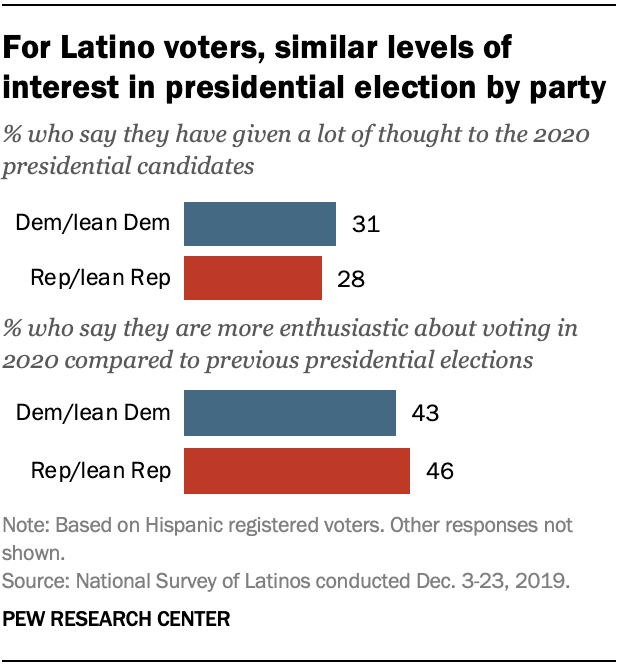 For Latino voters, similar levels of
interest in presidential election by party
% who say they have given a lot of thought to the 2020
presidential candidates
Dem/lean Dem 31
Rep/lean Rep 28
% who say they are more enthusiastic about voting in
2020 compared to previous presidential elections
Dem/lean Dem 43
Rep/lean Rep 46
Note: Based on Hispanic registered voters. Other responses not
shown.
Source: National Survey of Latinos conducted Dec. 3-23, 2019.
PEW RESEARCH CENTER